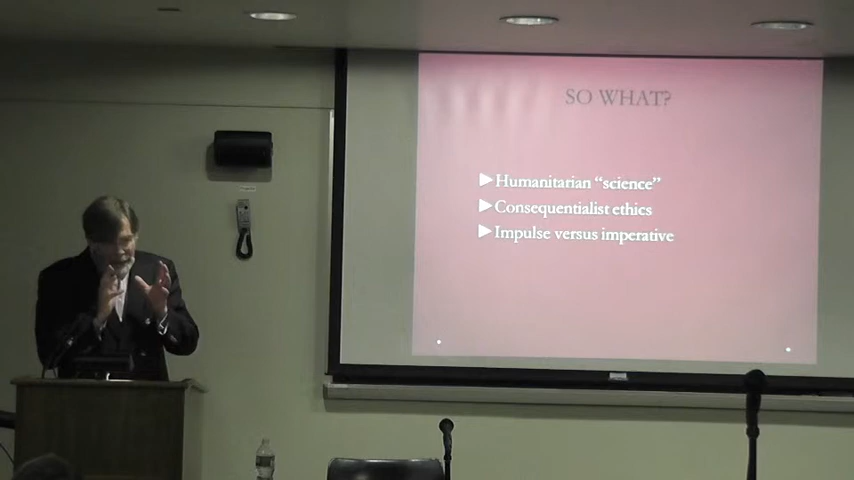 SO WHAT?
►Humanitarian “science”
►Consequentialist ethics
►Impulse versus imperative